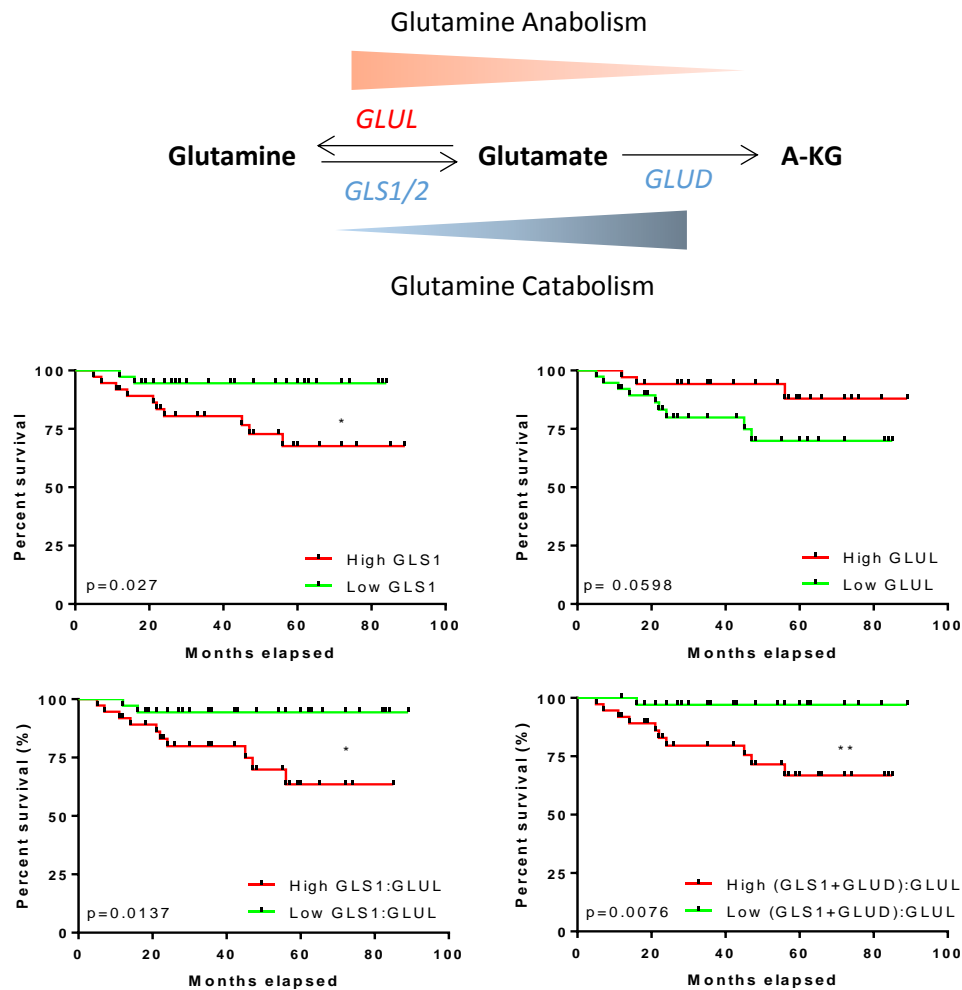 Glutamine Anabolism
GLUL
Glutamine Glutamate A-KG
GLS1/2 GLUD
Glutamine Catabolism
Percent survival
100
75
50
25
0
*
High GLS1
Low GLS1
p=0.027
0 20 40 60 80 100
Months elapsed
Percent survival
100
75
50
25
0
High GLUL
Low GLUL
p= 0.0598
0 20 40 60 80 100
Months elapsed
Percent survival (%)
100
75
50
25
0
*
High GLS1:GLUL
Low GLS1:GLUL
p=0.0137
0 20 40 60 80 100
Months elapsed
Percent survival (%)
100
75
50
25
0
**
High (GLS1+GLUD):GLUL
Low (GLS1+GLUD):GLUL
p=0.0076
0 20 40 60 80 100
Months elapsed